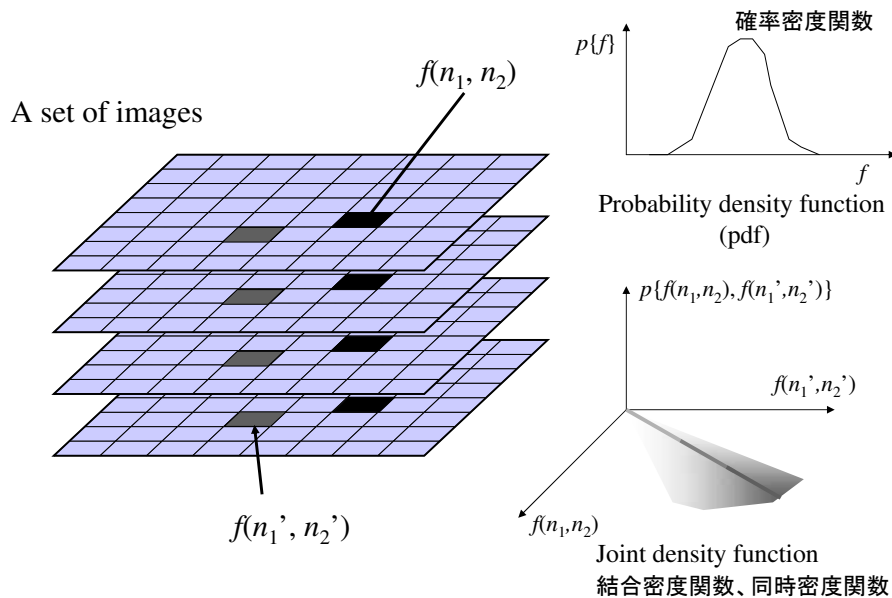 A set of images
f(n₁, n₂)
f(n₁’, n₂’)
確率密度関数
p{f}
f
Probability density function
(pdf)
p{f(n₁,n₂), f(n₁’,n₂’)}
f(n₁’,n₂’)
f(n₁,n₂)
Joint density function
結合密度関数、同時密度関数